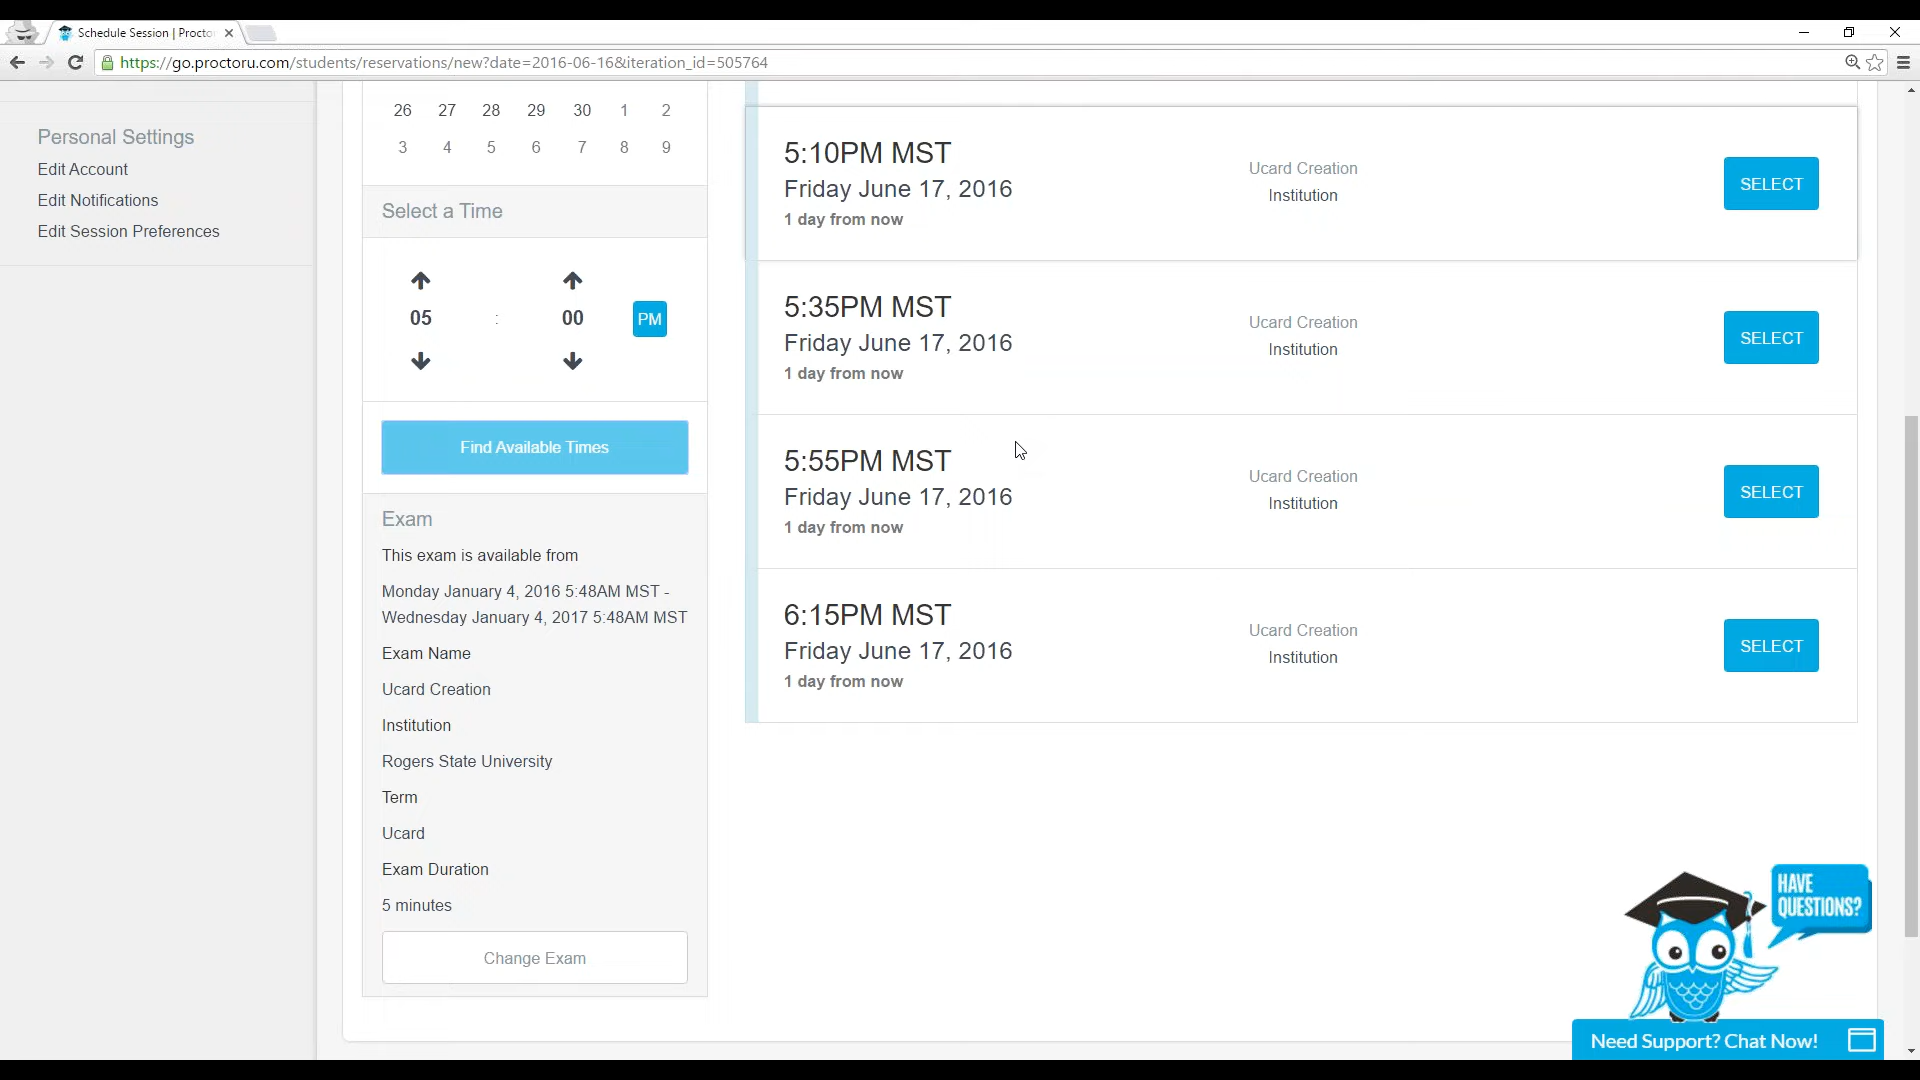 Schedule Session | Procto
https://go.proctoru.com/students/reservations/new?date=2016-06-16&iteration_id=505764
Personal Settings
Edit Account
Edit Notifications
Edit Session Preferences
26 27 28 29 30 1 2
3 4 5 6 7 8 9
Select a Time
05 : 00 PM
Find Available Times
Exam
This exam is available from
Monday January 4, 2016 5:48AM MST -
Wednesday January 4, 2017 5:48AM MST
Exam Name
Ucard Creation
Institution
Rogers State University
Term
Ucard
Exam Duration
5 minutes
Change Exam
5:10PM MST
Friday June 17, 2016
1 day from now
Ucard Creation
Institution
SELECT
5:35PM MST
Friday June 17, 2016
1 day from now
Ucard Creation
Institution
SELECT
5:55PM MST
Friday June 17, 2016
1 day from now
Ucard Creation
Institution
SELECT
6:15PM MST
Friday June 17, 2016
1 day from now
Ucard Creation
Institution
SELECT
HAVE
QUESTIONS?
Need Support? Chat Now!